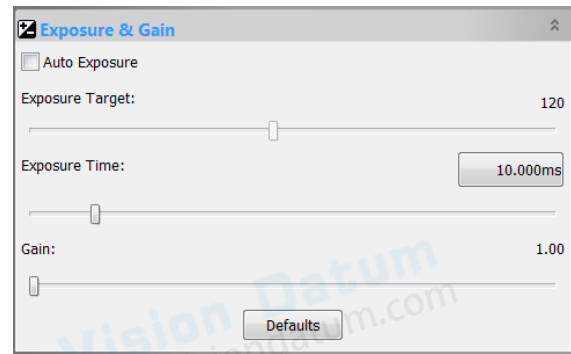 Exposure & Gain
Auto Exposure
Exposure Target: 120
Exposure Time: 10.000ms
Gain: 1.00
Vision Datum
Defaults